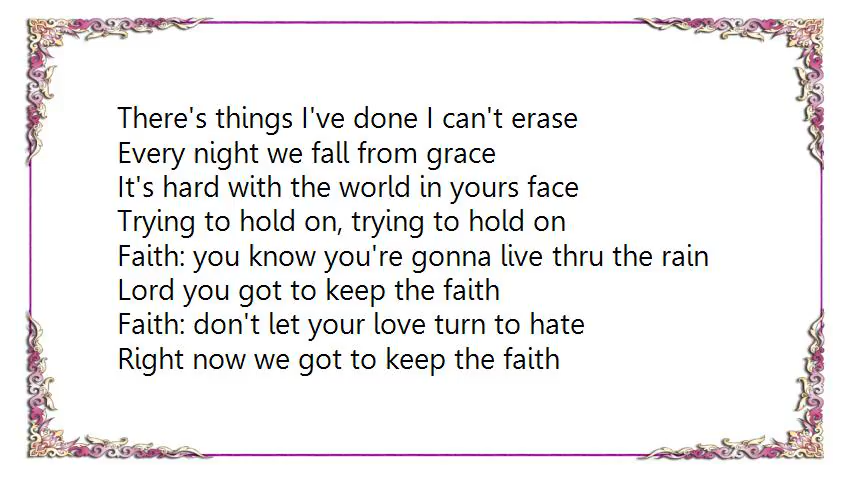 There's things I've done I can't erase
Every night we fall from grace
It's hard with the world in yours face
Trying to hold on, trying to hold on
Faith: you know you're gonna live thru the rain
Lord you got to keep the faith
Faith: don't let your love turn to hate
Right now we got to keep the faith